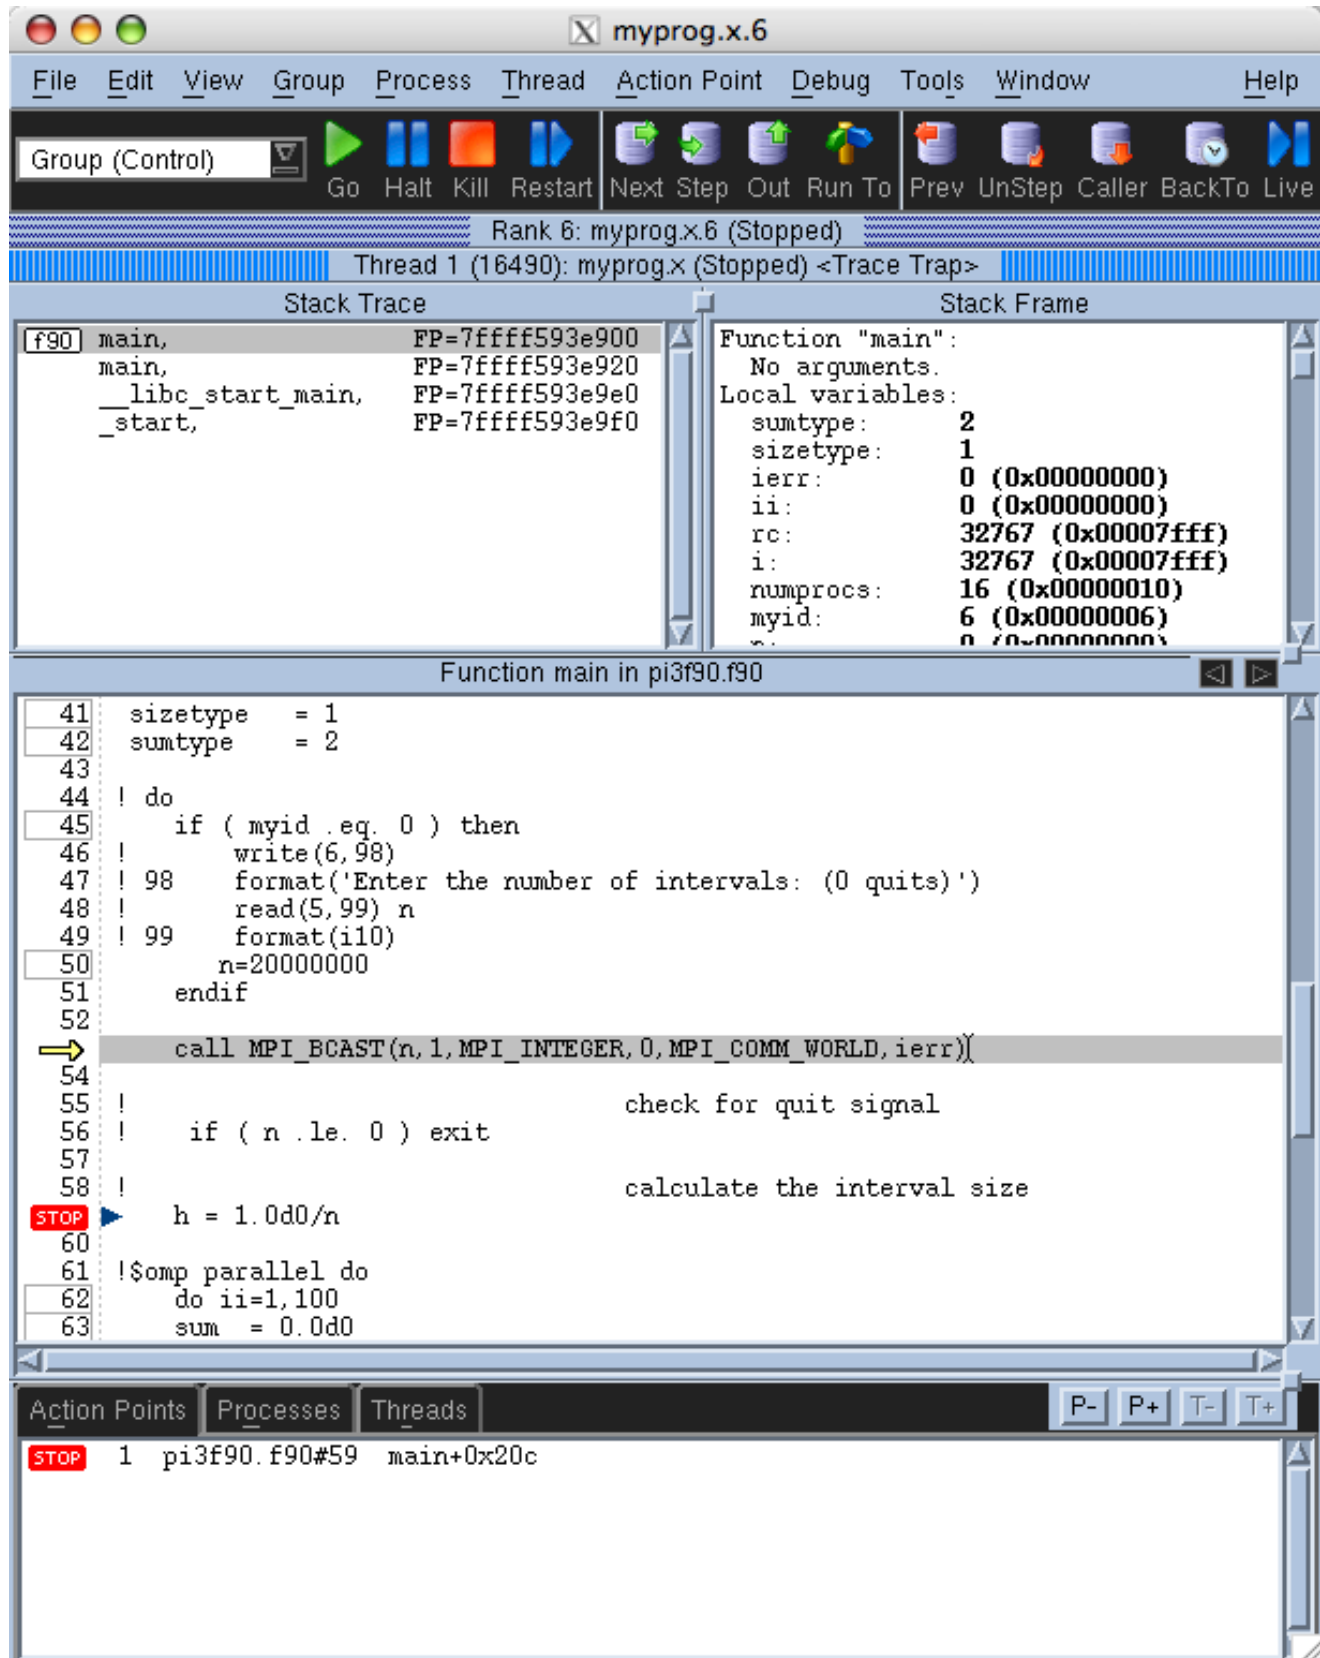 X myprog.x.6
File Edit View Group Process Thread Action Point Debug Tools Window Help
Group (Control) Go Halt Kill Restart Next Step Out Run To Prev UnStep Caller BackTo Live
Rank 6: myprog.x.6 (Stopped)
Thread 1 (16490): myprog.x (Stopped) <Trace Trap>
Stack Trace
f90 main, FP=7ffff593e900
main, FP=7ffff593e920
__libc_start_main, FP=7ffff593e9e0
_start, FP=7ffff593e9f0
Stack Frame
Function "main":
No arguments.
Local variables:
sumtype: 2
sizetype: 1
ierr: 0 (0x00000000)
ii: 0 (0x00000000)
rc: 32767 (0x00007fff)
i: 32767 (0x00007fff)
numprocs: 16 (0x00000010)
myid: 6 (0x00000006)
n: 0 (0x00000000)
Function main in pi3f90.f90
41 sizetype = 1
42 sumtype = 2
43
44 ! do
45 if ( myid .eq. 0 ) then
46 ! write(6,98)
47 ! 98 format('Enter the number of intervals: (0 quits)')
48 ! read(5,99) n
49 ! 99 format(i10)
50 n=20000000
51 endif
52
call MPI_BCAST(n,1,MPI_INTEGER,0,MPI_COMM_WORLD,ierr)
54
55 ! check for quit signal
56 ! if ( n .le. 0 ) exit
57
58 ! calculate the interval size
STOP h = 1.0d0/n
60
61 !$omp parallel do
62 do ii=1,100
63 sum = 0.0d0
Action Points Processes Threads P- P+ T- T+
STOP 1 pi3f90.f90#59 main+0x20c